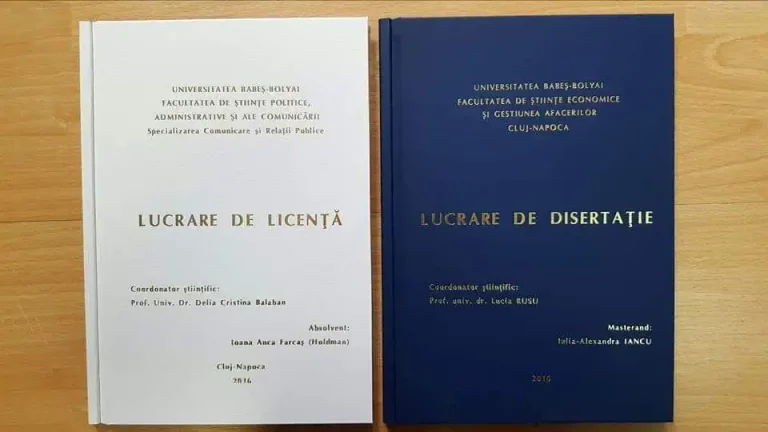 UNIVERSITATEA BABEŞ-BOLYAI
FACULTATEA DE ŞTIINŢE POLITICE,
ADMINISTRATIVE ŞI ALE COMUNICĂRII
Specializarea Comunicare şi Relaţii Publice
LUCRARE DE LICENŢĂ
Coordonator ştiinţific:
Prof. Univ. Dr. Delia Cristina Balaban
Absolvent:
Ioana Anca Farcaş (Holdman)
Cluj-Napoca
2016
UNIVERSITATEA BABEŞ-BOLYAI
FACULTATEA DE ŞTIINŢE ECONOMICE
ŞI GESTIUNEA AFACERILOR
CLUJ-NAPOCA
LUCRARE DE DISERTAŢIE
Coordonator ştiinţific:
Prof. univ. dr. Lucia RUSU
Masterand:
Iulia-Alexandra IANCU
2016